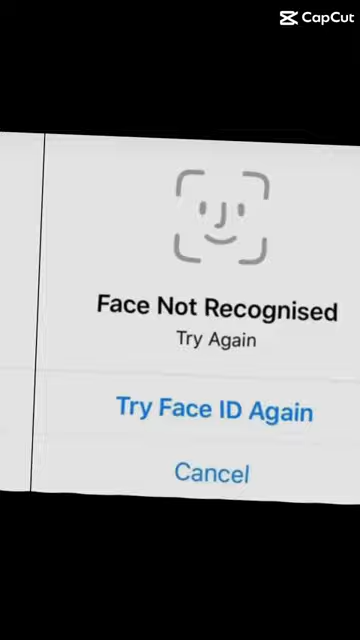 CapCut
Face Not Recognised
Try Again
Try Face ID Again
Cancel